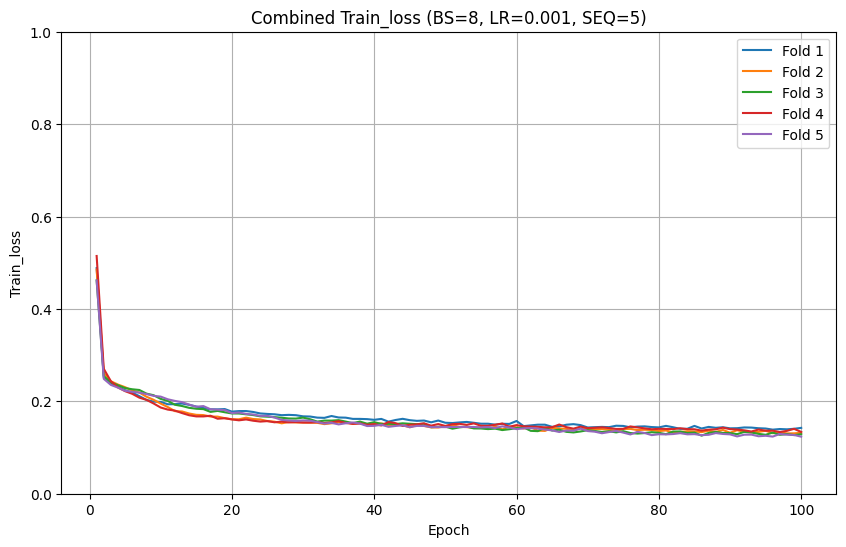 Combined Train_loss (BS=8, LR=0.001, SEQ=5)
Train_loss
1.0
0.8
0.6
0.4
0.2
0.0
Fold 1
Fold 2
Fold 3
Fold 4
Fold 5
0 20 40 60 80 100
Epoch